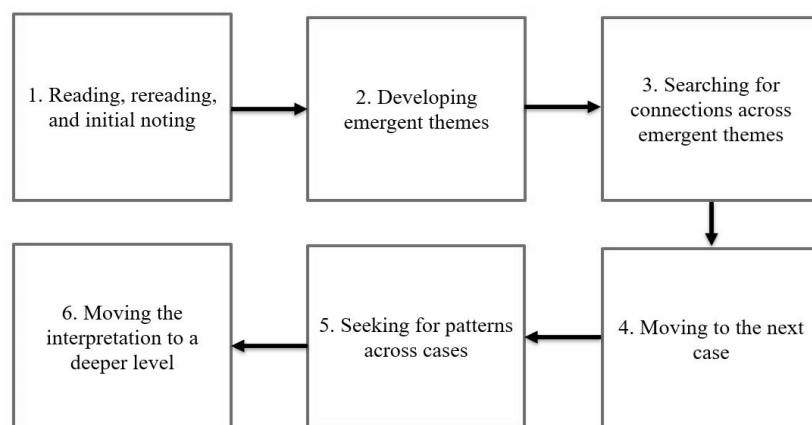 1. Reading, rereading,
and initial noting
2. Developing
emergent themes
3. Searching for
connections across
emergent themes
4. Moving to the next
case
5. Seeking for patterns
across cases
6. Moving the
interpretation to a
deeper level